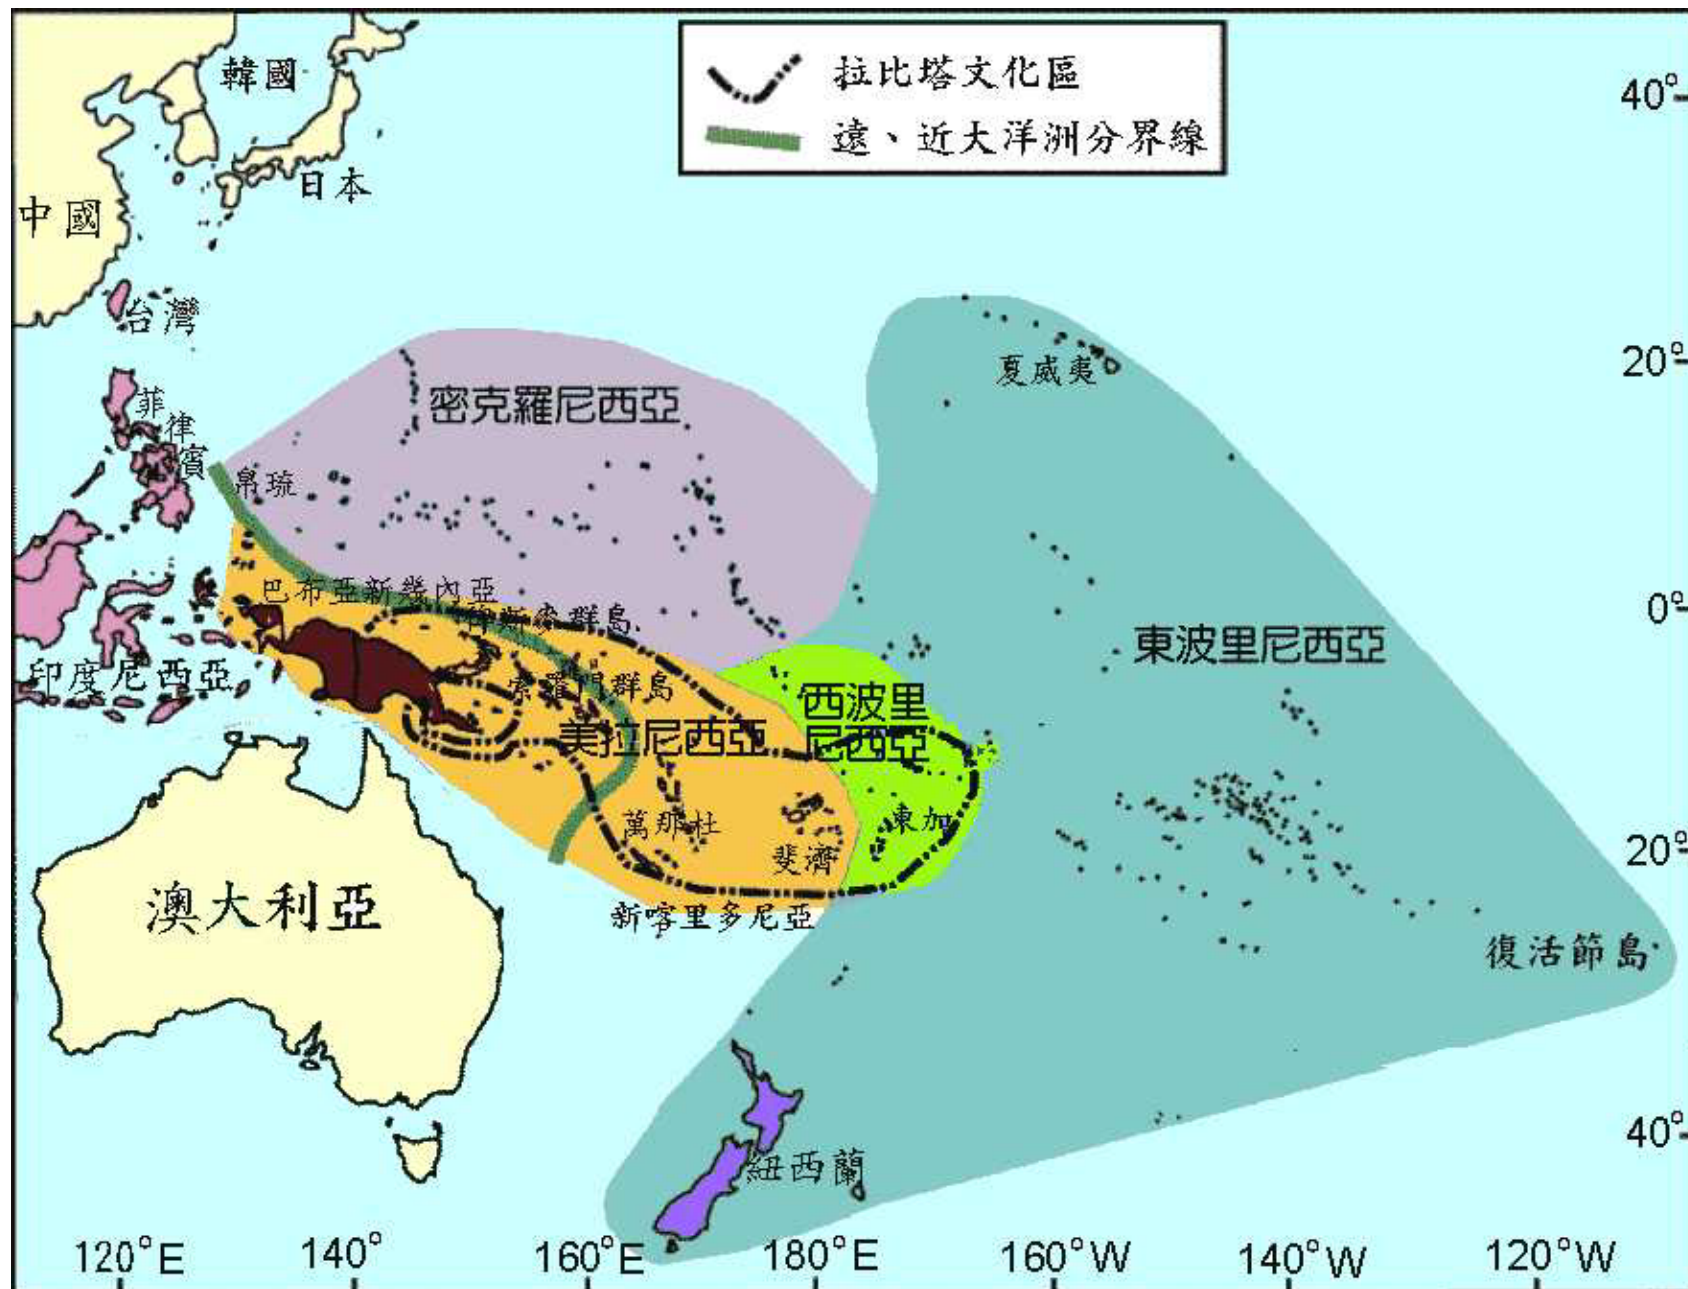 韓國
拉比塔文化區
40°
遠、近大洋洲分界線
日本
中國
台灣
20°
夏威夷
密克羅尼西亞
菲律賓
帛琉
巴布亞新幾內亞
0°
俾斯麥群島
東波里尼西亞
印度尼西亞
索羅門群島
西波里
尼西亞
美拉尼西亞
萬那杜
東加
20°
斐濟
澳大利亞
新喀里多尼亞
復活節島
40°
紐西蘭
120°E 140° 160°E 180°E 160°W 140°W 120°W